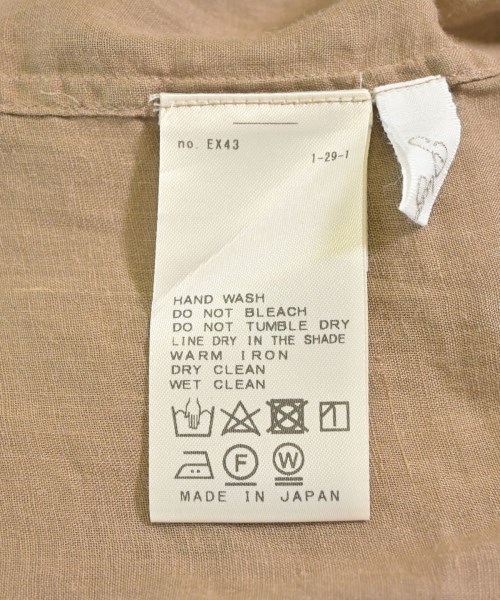 no. EX43
1-29-1
HAND WASH
DO NOT BLEACH
DO NOT TUMBLE DRY
LINE DRY IN THE SHADE
WARM IRON
DRY CLEAN
WET CLEAN
F W
MADE IN JAPAN